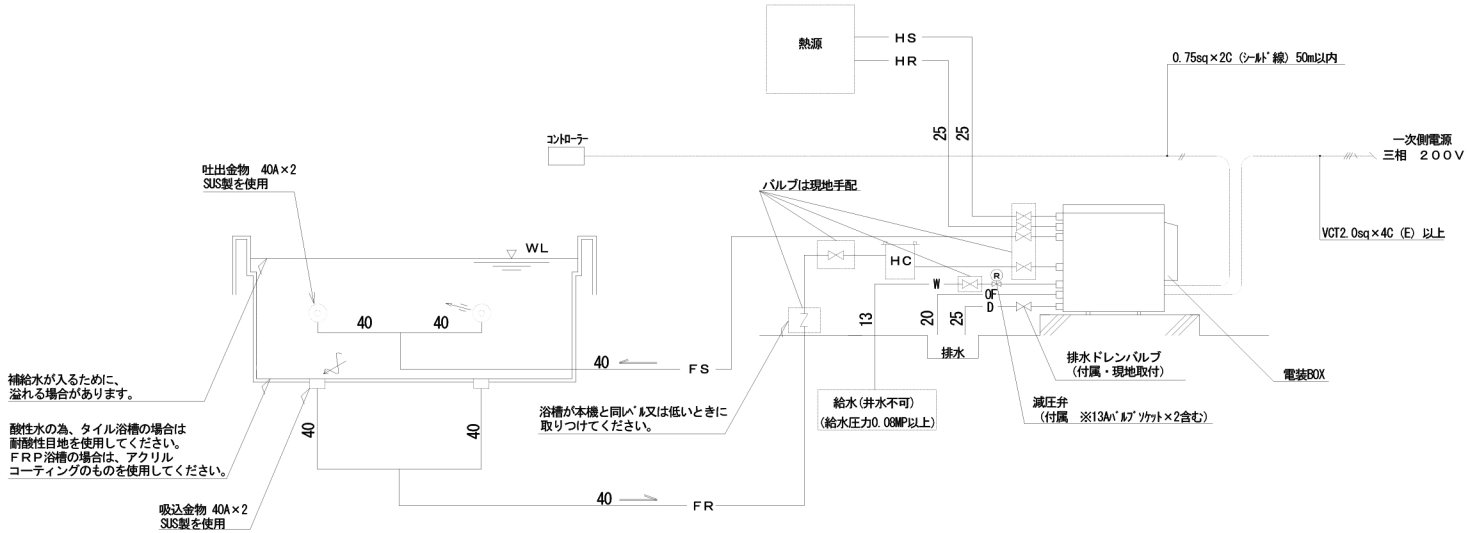 熱源
HS
HR
25
25
0.75sq×2C (ｼｰﾙﾄﾞ線) 50m以内
ｺﾝﾄﾛｰﾗｰ
一次側電源
三相 200V
吐出金物 40A×2
SUS製を使用
バルブは現地手配
VCT2.0sq×4C (E) 以上
WL
HC
R
W
OF
D
40
40
13
20
25
排水
40
FS
排水ドレンバルブ
(付属・現地取付)
電装BOX
補給水が入るために、
溢れる場合があります。
給水(井水不可)
(給水圧力0.08MP以上)
減圧弁
(付属 ※13Aﾊﾞﾙﾌﾞｿｹｯﾄ×2含む)
浴槽が本機と同ﾚﾍﾞﾙ又は低いときに
取りつけてください。
酸性水の為、タイル浴槽の場合は
耐酸性目地を使用してください。
FRP浴槽の場合は、アクリル
コーティングのものを使用してください。
40
40
40
FR
吸込金物 40A×2
SUS製を使用